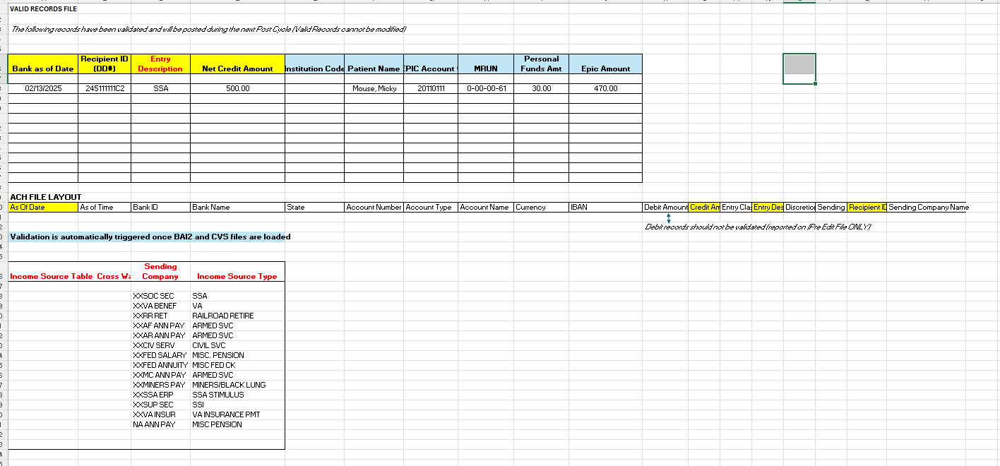 VALID RECORDS FILE
The following records have been validated and will be posted during the next Post Cycle (Valid Records cannot be modified)
Bank as of Date Recipient ID (DD#) Entry Description Net Credit Amount Institution Code Patient Name EPIC Account MRUN Personal Funds Amt Epic Amount
02/13/2025 245111111C2 SSA 500.00 Mouse, Micky 20110111 0-00-00-61 30.00 470.00
ACH FILE LAYOUT
As Of Date As of Time Bank ID Bank Name State Account Number Account Type Account Name Currency IBAN Debit Amount Credit Am Entry Clas Entry Des Discretion Sending Recipient ID Sending Company Name
Debit records should not be validated (reported on (Pre Edit File ONLY)
Validation is automatically triggered once BAI2 and CVS files are loaded
Income Source Table Cross Wa Sending Company Income Source Type
XXSOC SEC SSA
XXVA BENEF VA
XXRR RET RAILROAD RETIRE
XXAF ANN PAY ARMED SVC
XXAR ANN PAY ARMED SVC
XXCIV SERV CIVIL SVC
XXFED SALARY MISC. PENSION
XXFED ANNUITY MISC FED CK
XXMC ANN PAY ARMED SVC
XXMINERS PAY MINERS/BLACK LUNG
XXSSA ERP SSA STIMULUS
XXSUP SEC SSI
XXVA INSUR VA INSURANCE PMT
NA ANN PAY MISC PENSION